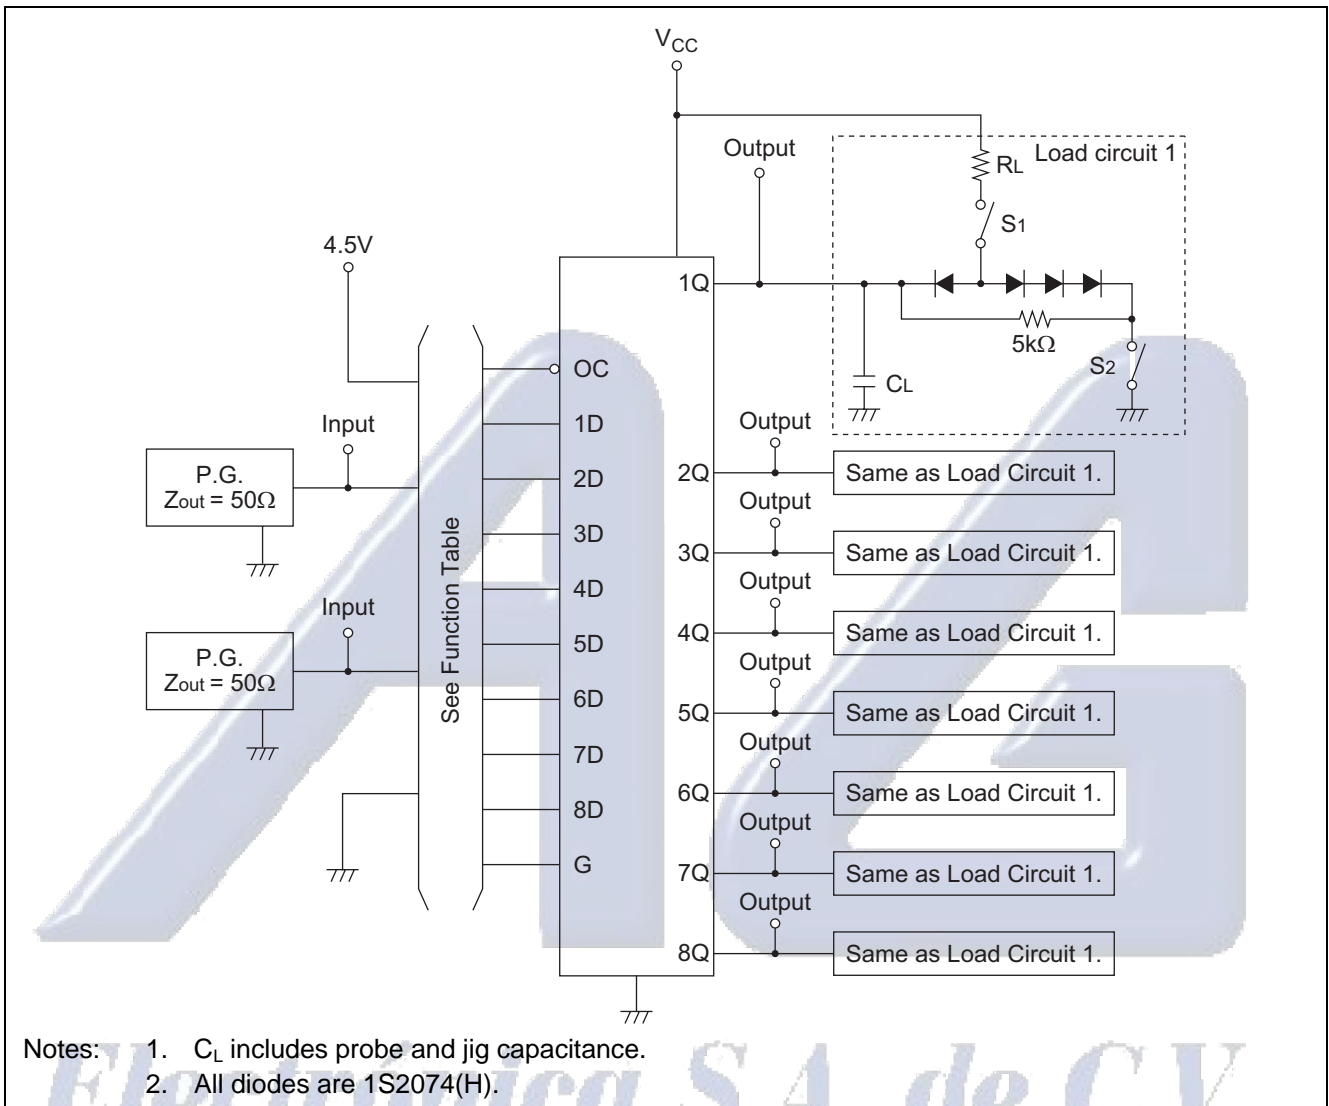 VCC
Output
Load circuit 1
RL
S1
4.5V
1Q
5kΩ
S2
CL
OC
Input
1D
Output
P.G.
Zout = 50Ω
2D
2Q
Same as Load Circuit 1.
Output
3D
3Q
Same as Load Circuit 1.
See Function Table
4D
Output
Input
4Q
Same as Load Circuit 1.
P.G.
Zout = 50Ω
5D
Output
6D
5Q
Same as Load Circuit 1.
Output
7D
6Q
Same as Load Circuit 1.
8D
Output
G
7Q
Same as Load Circuit 1.
Output
8Q
Same as Load Circuit 1.
Notes: 1. CL includes probe and jig capacitance.
2. All diodes are 1S2074(H).
Electrónica S.A. de C.V.